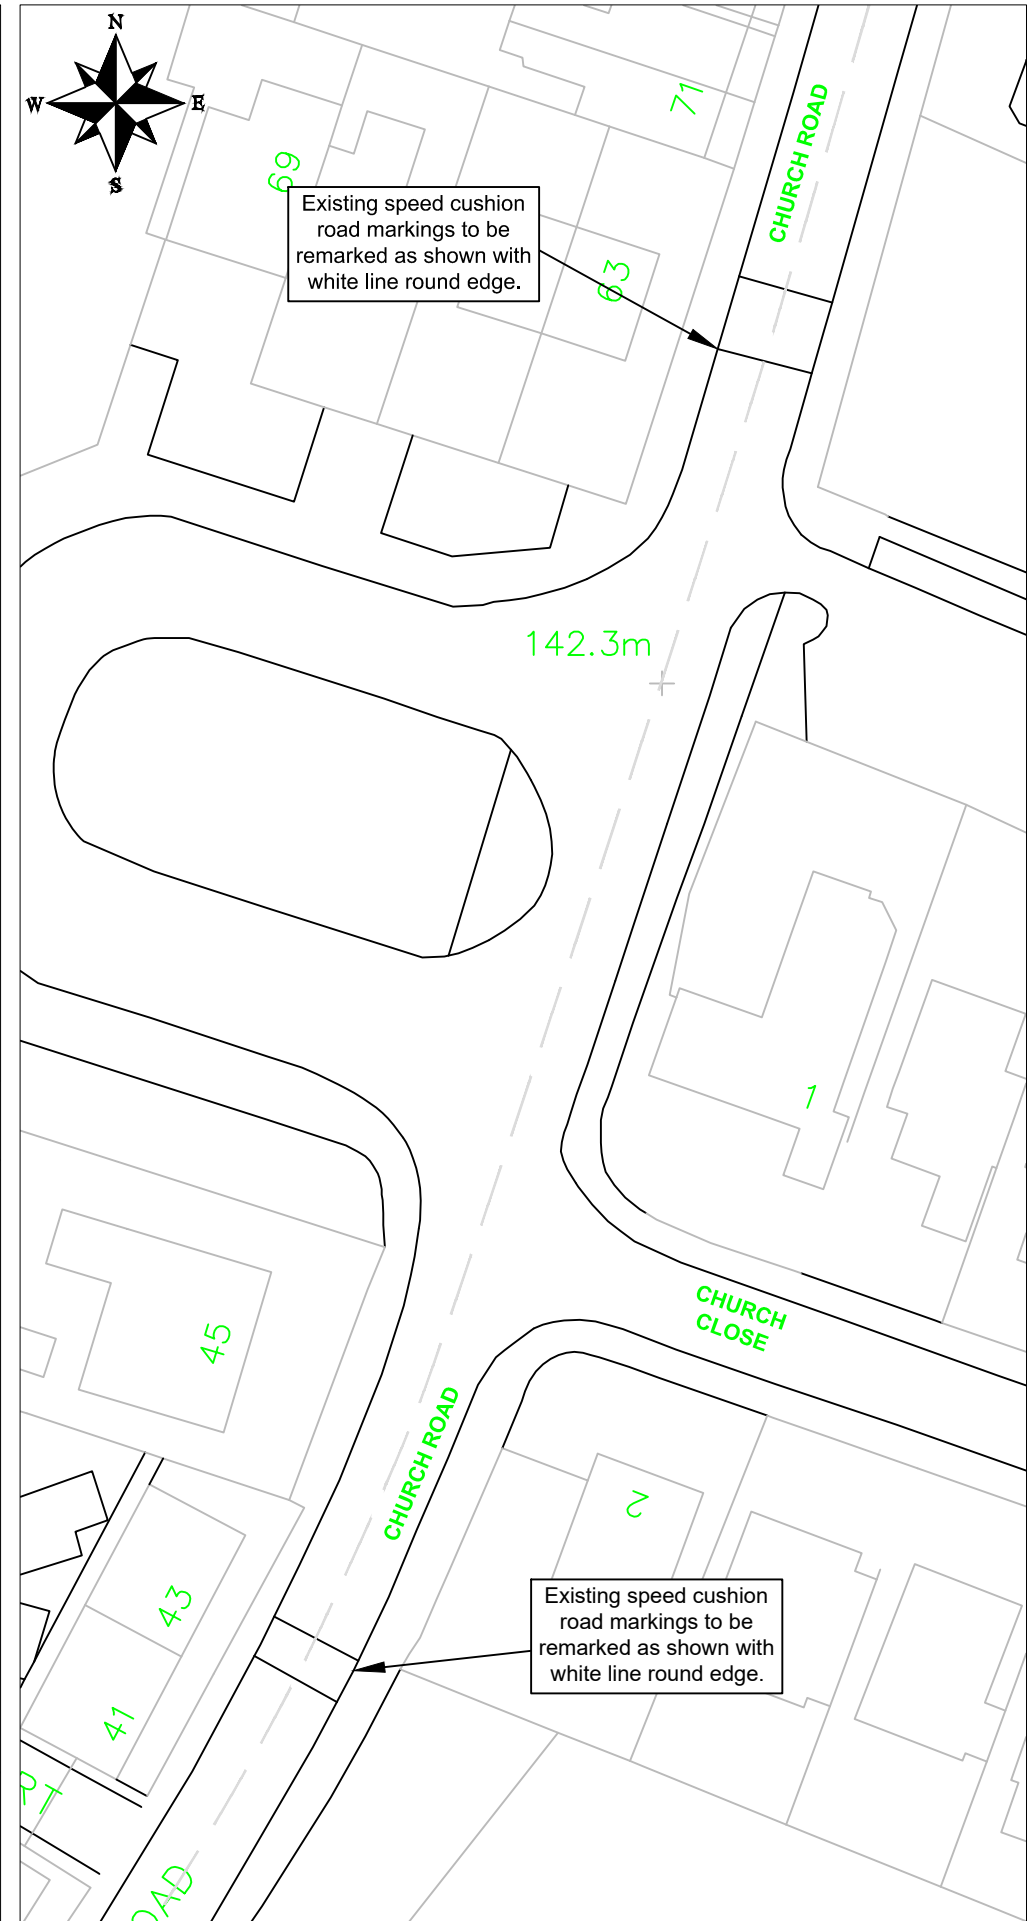 N
W
E
S
71
CHURCH ROAD
69
Existing speed cushion
road markings to be
remarked as shown with
white line round edge.
63
142.3m
1
CHURCH
CLOSE
45
CHURCH ROAD
2
43
Existing speed cushion
road markings to be
remarked as shown with
white line round edge.
41
RT
OAD